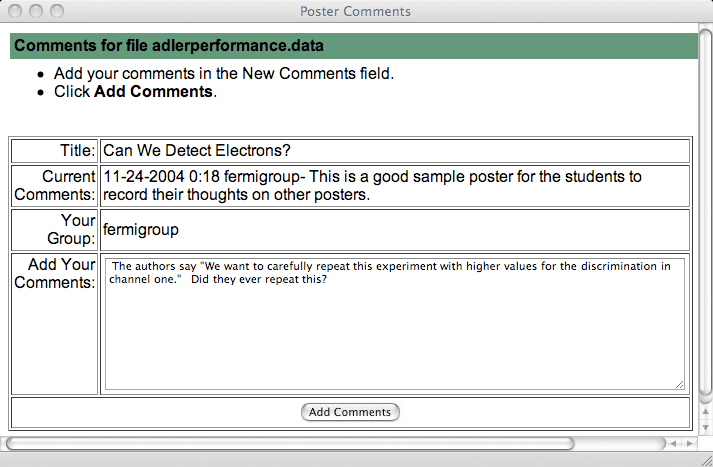 Poster Comments
Comments for file adlerperformance.data
Add your comments in the New Comments field.
Click Add Comments.
Title:
Can We Detect Electrons?
Current
Comments:
11-24-2004 0:18 fermigroup- This is a good sample poster for the students to
record their thoughts on other posters.
Your
Group:
fermigroup
Add Your
Comments:
The authors say "We want to carefully repeat this experiment with higher values for the discrimination in
channel one."   Did they ever repeat this?
Add Comments